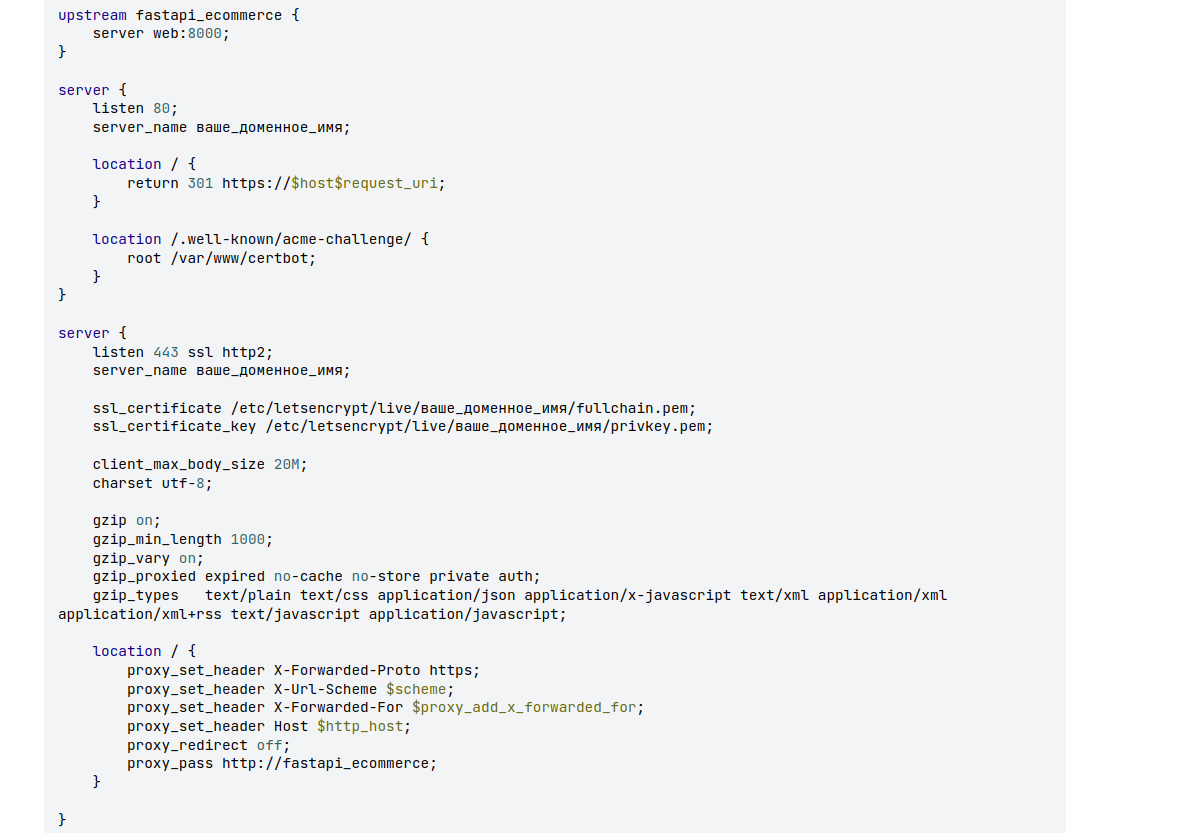 upstream fastapi_ecommerce {
    server web:8000;
}

server {
    listen 80;
    server_name ваше_доменное_имя;

    location / {
        return 301 https://$host$request_uri;
    }

    location /.well-known/acme-challenge/ {
        root /var/www/certbot;
    }
}

server {
    listen 443 ssl http2;
    server_name ваше_доменное_имя;

    ssl_certificate /etc/letsencrypt/live/ваше_доменное_имя/fullchain.pem;
    ssl_certificate_key /etc/letsencrypt/live/ваше_доменное_имя/privkey.pem;

    client_max_body_size 20M;
    charset utf-8;

    gzip on;
    gzip_min_length 1000;
    gzip_vary on;
    gzip_proxied expired no-cache no-store private auth;
    gzip_types   text/plain text/css application/json application/x-javascript text/xml application/xml
application/xml+rss text/javascript application/javascript;

    location / {
        proxy_set_header X-Forwarded-Proto https;
        proxy_set_header X-Url-Scheme $scheme;
        proxy_set_header X-Forwarded-For $proxy_add_x_forwarded_for;
        proxy_set_header Host $http_host;
        proxy_redirect off;
        proxy_pass http://fastapi_ecommerce;
    }

}